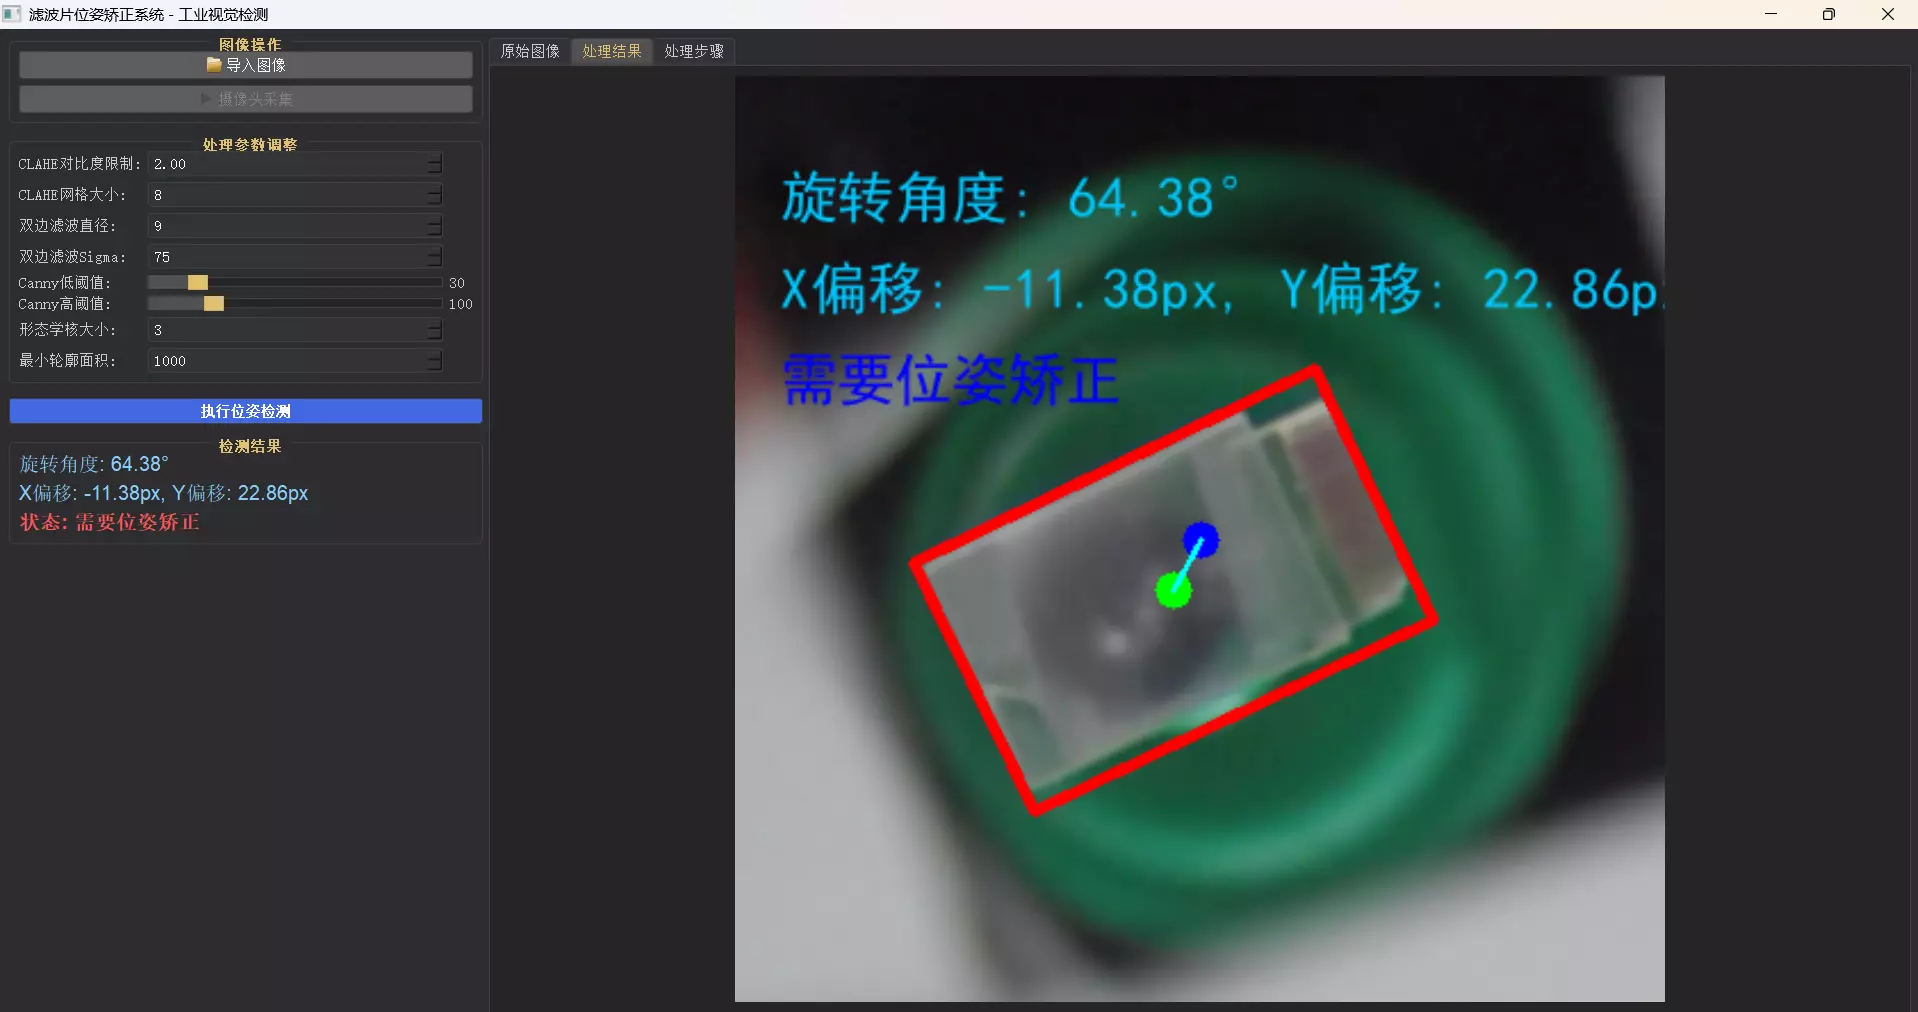 滤波片位姿矫正系统 - 工业视觉检测
图像操作
导入图像
摄像头采集
处理参数调整
CLAHE对比度限制: 2.00
CLAHE网格大小: 8
双边滤波直径: 9
双边滤波Sigma: 75
Canny低阈值: 30
Canny高阈值: 100
形态学核大小: 3
最小轮廓面积: 1000
执行位姿检测
检测结果
旋转角度: 64.38°
X偏移: -11.38px, Y偏移: 22.86px
状态: 需要位姿矫正
原始图像 处理结果 处理步骤
旋转角度: 64.38°
X偏移: -11.38px, Y偏移: 22.86p
需要位姿矫正